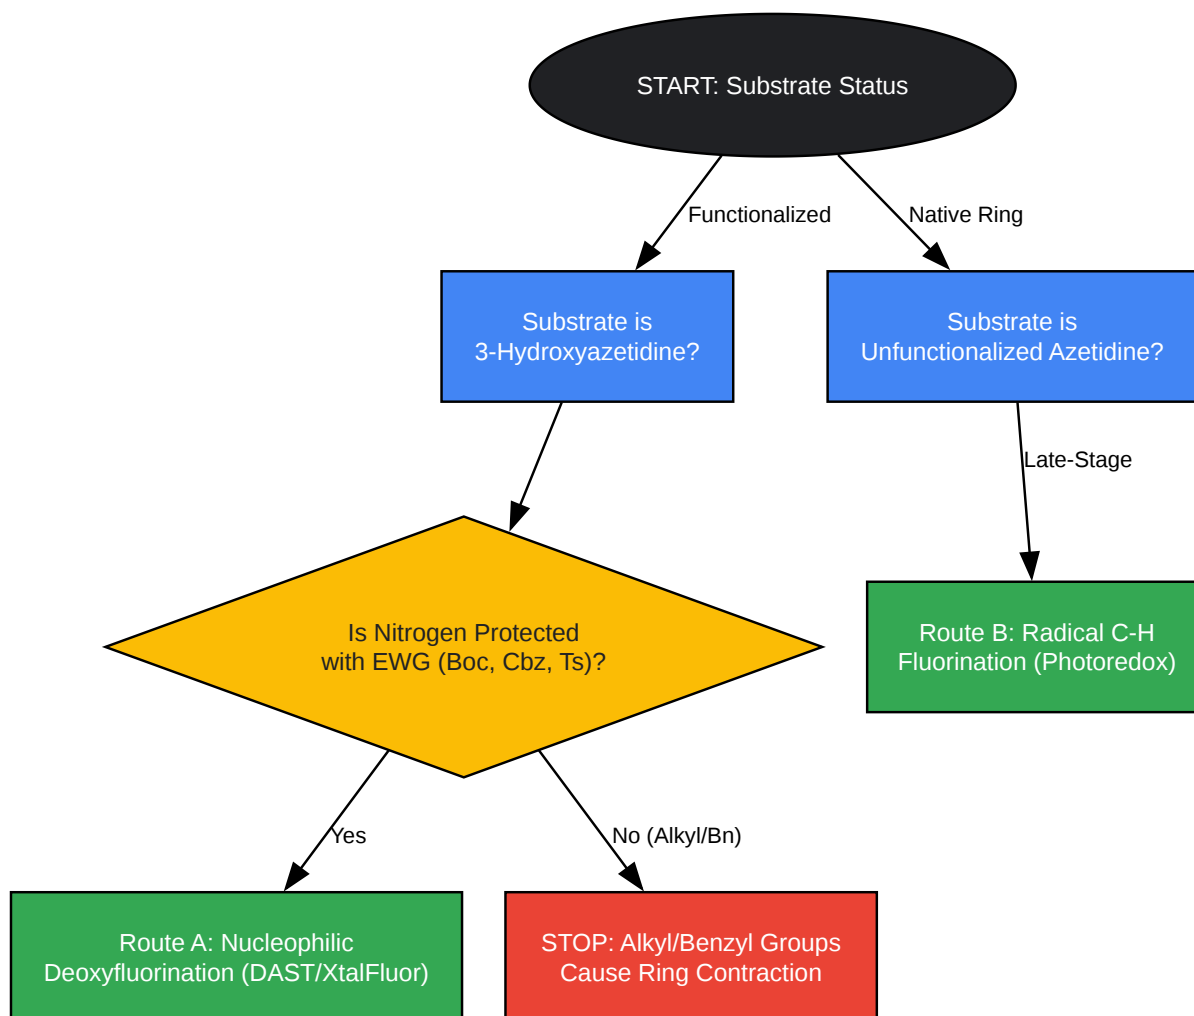 START: Substrate Status
Functionalized
Native Ring
Substrate is
3-Hydroxyazetidine?
Substrate is
Unfunctionalized Azetidine?
Late-Stage
Is Nitrogen Protected
with EWG (Boc, Cbz, Ts)?
Route B: Radical C-H
Fluorination (Photoredox)
Yes
No (Alkyl/Bn)
Route A: Nucleophilic
Deoxyfluorination (DAST/XtalFluor)
STOP: Alkyl/Benzyl Groups
Cause Ring Contraction